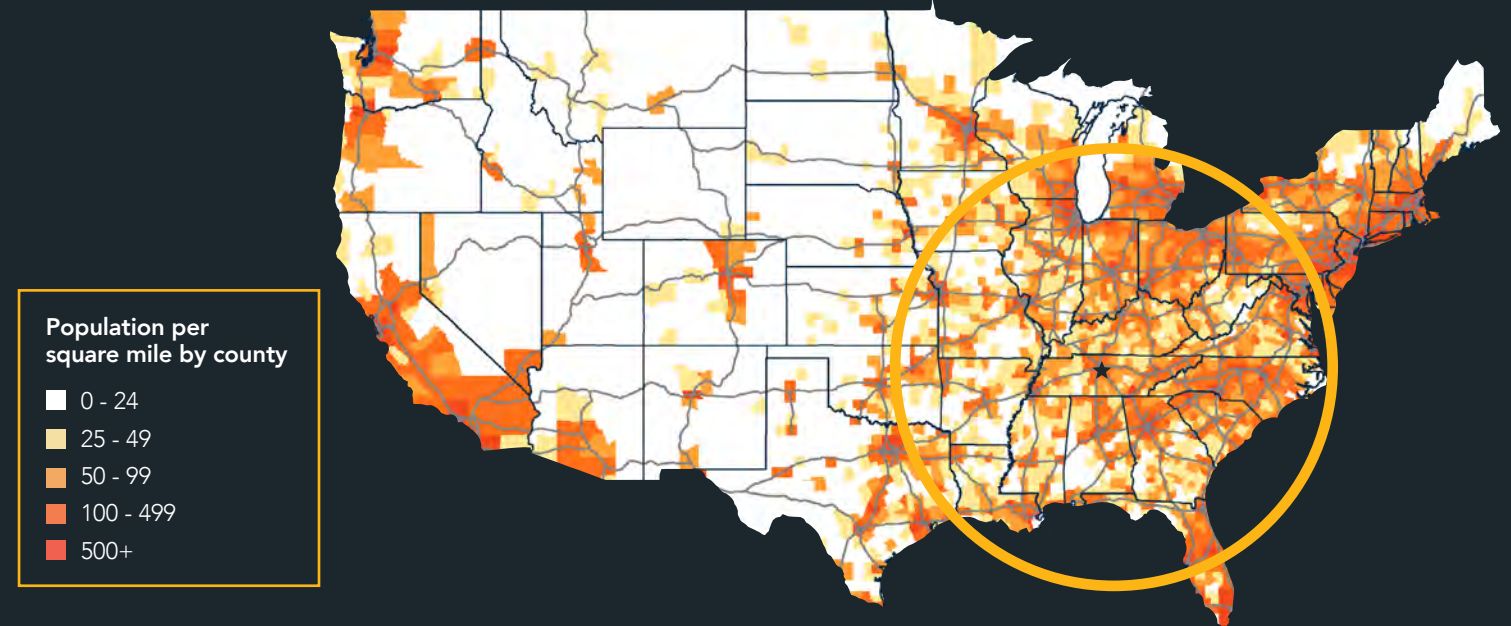 Population per
square mile by county
0 - 24
25 - 49
50 - 99
100 - 499
500+